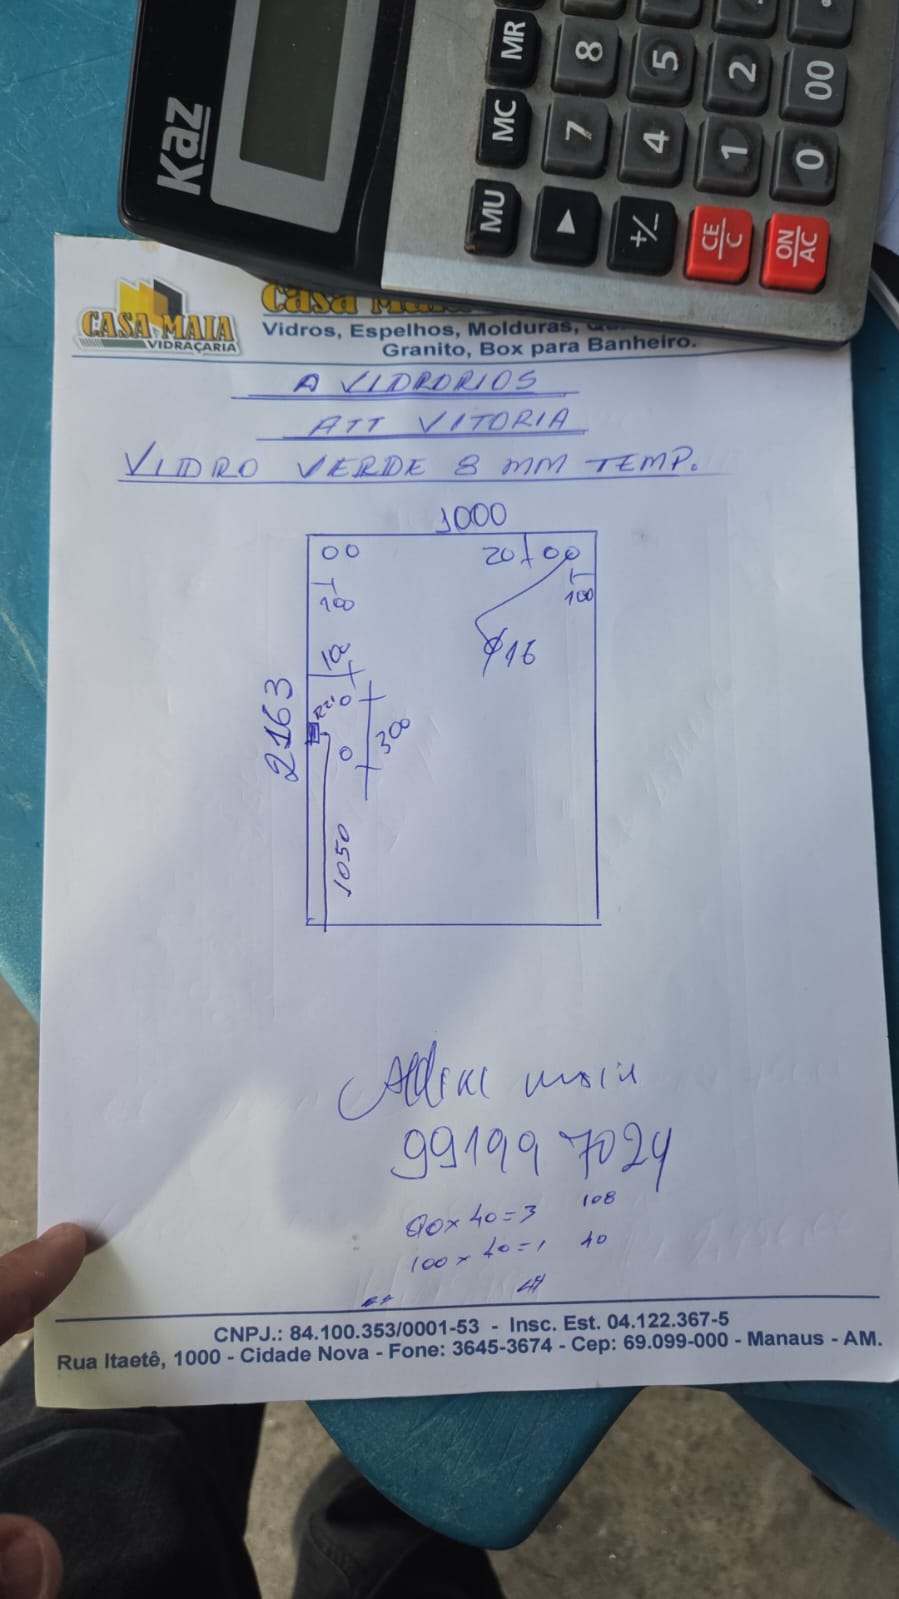 Kaz
MU MC MR
7 8
+/- 4 5
CE/C 1 2
ON/AC 0 00
CASA MAIA
VIDRAÇARIA
Casa
Vidros, Espelhos, Molduras,
Granito, Box para Banheiro.
A VIDRORIOS
ATT VITORIA
VIDRO VERDE 8 MM TEMP.
1000
00 20 00
100 100
Ø16
2163
300
1050
99199 7024
90 x 40 = 3 108
100 x 40 = 1 40
CNPJ.: 84.100.353/0001-53 - Insc. Est. 04.122.367-5
Rua Itaetê, 1000 - Cidade Nova - Fone: 3645-3674 - Cep: 69.099-000 - Manaus - AM.